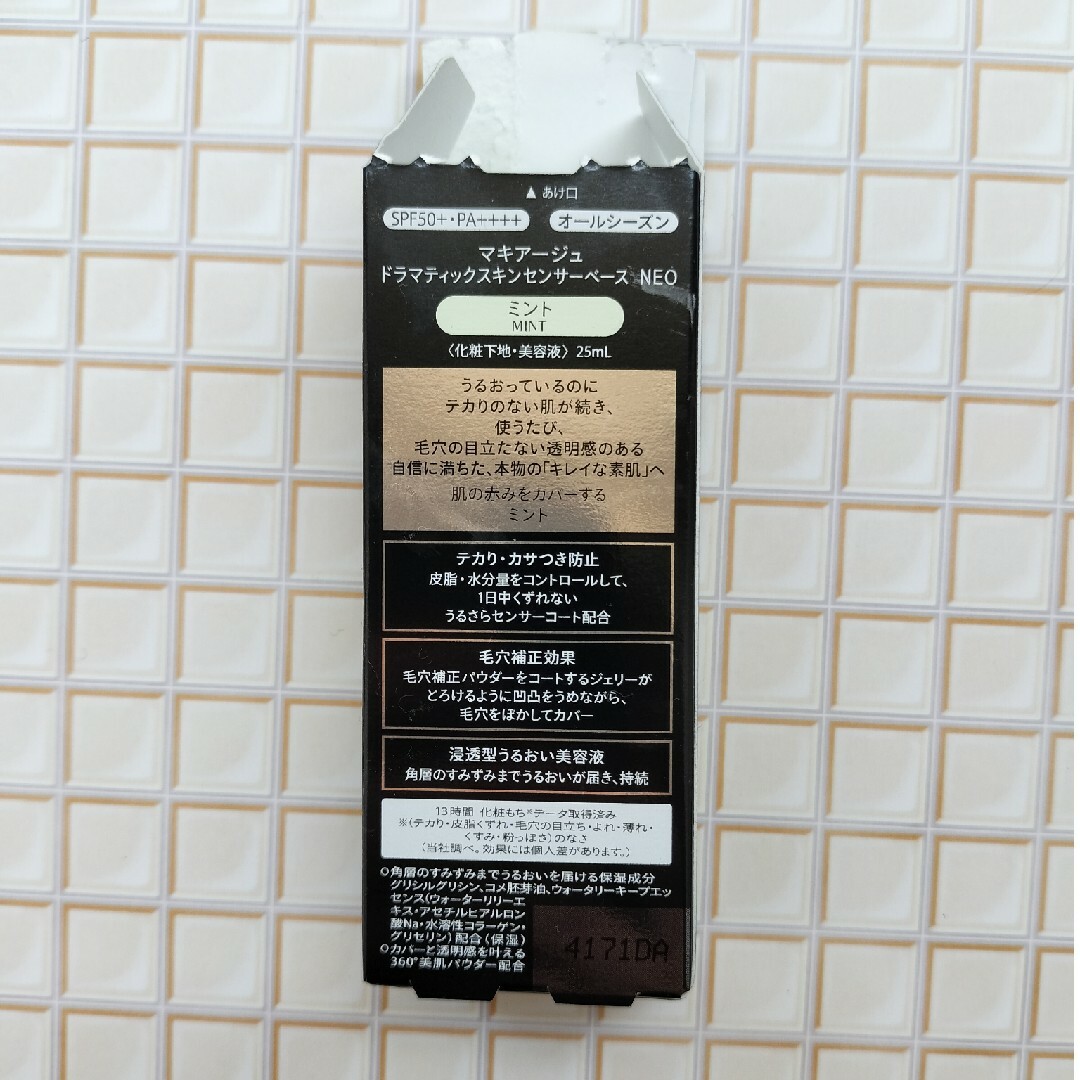 ▲ あけ口
SPF50+・PA++++ オールシーズン
マキアージュ
ドラマティックスキンセンサーベース NEO
ミント
MINT
〈化粧下地・美容液〉 25mL
うるおっているのに
テカりのない肌が続き、
使うたび、
毛穴の目立たない透明感のある
自信に満ちた、本物の「キレイな素肌」へ
肌の赤みをカバーする
ミント
テカり・カサつき防止
皮脂・水分量をコントロールして、
1日中くずれない
うるさらセンサーコート配合
毛穴補正効果
毛穴補正パウダーをコートするジェリーが
とろけるように凹凸をうめながら、
毛穴をぼかしてカバー
浸透型うるおい美容液
角層のすみずみまでうるおいが届き、持続
13時間 化粧もち※データ取得済み
※(テカり・皮脂くずれ・毛穴の目立ち・よれ・薄れ・
くすみ・粉っぽさ)のなさ
(当社調べ。効果には個人差があります。)
○角層のすみずみまでうるおいを届ける保湿成分
グリシルグリシン、コメ胚芽油、ウォータリーキープエッ
センス(ウォーターリリーエ
キス・アセチルヒアルロン
酸Na・水溶性コラーゲン・
グリセリン)配合(保湿)
○カバーと透明感を叶える
360°美肌パウダー配合
4171DA